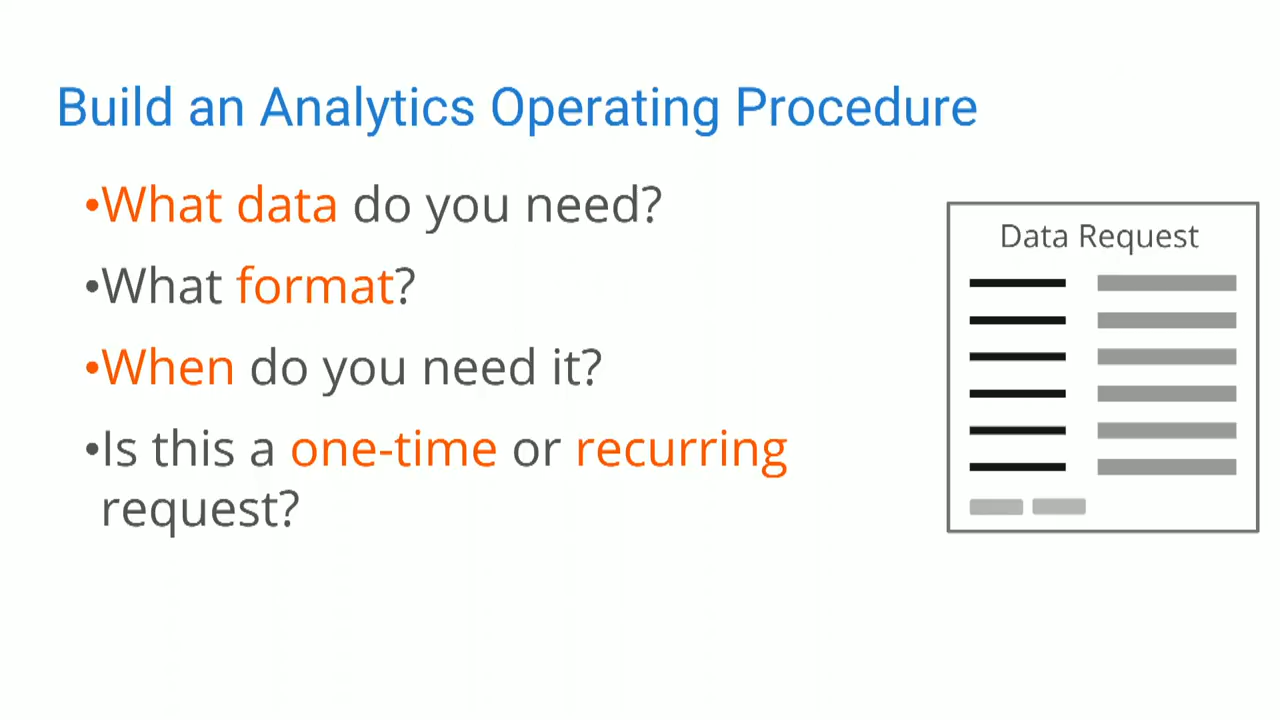 Build an Analytics Operating Procedure
•What data do you need?
•What format?
•When do you need it?
•Is this a one-time or recurring
request?
Data Request